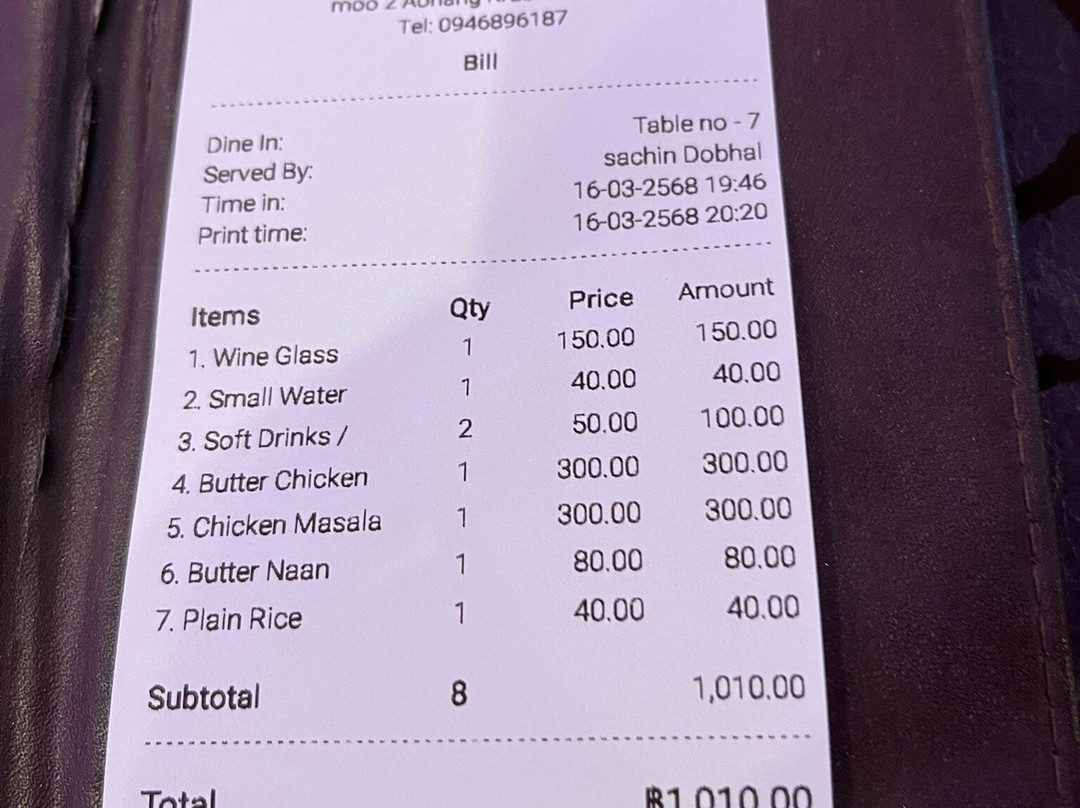 moo 2 Aonang
Tel: 0946896187
Bill
Dine In: Table no - 7
Served By: sachin Dobhal
Time in: 16-03-2568 19:46
Print time: 16-03-2568 20:20
Items Qty Price Amount
1. Wine Glass 1 150.00 150.00
2. Small Water 1 40.00 40.00
3. Soft Drinks / 2 50.00 100.00
4. Butter Chicken 1 300.00 300.00
5. Chicken Masala 1 300.00 300.00
6. Butter Naan 1 80.00 80.00
7. Plain Rice 1 40.00 40.00
Subtotal 8 1,010.00
Total ฿1,010.00